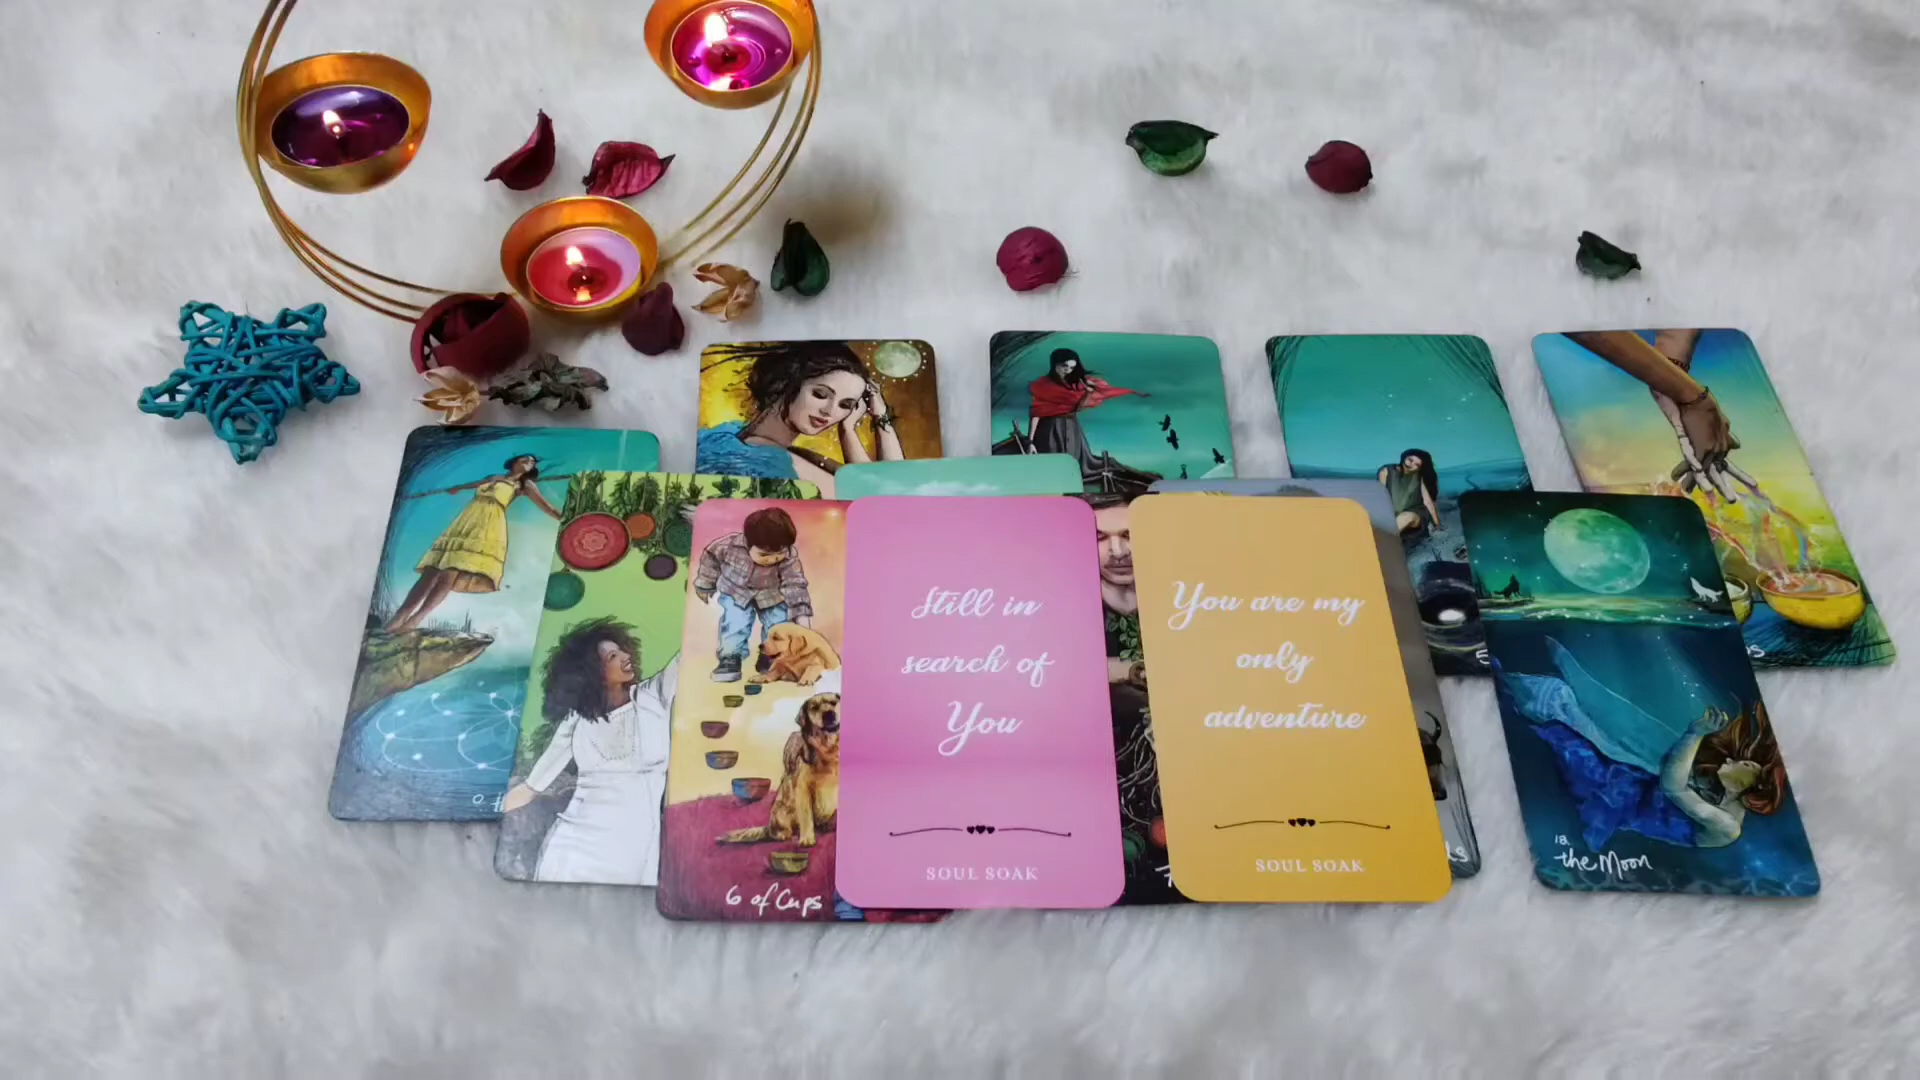 Still in
search of
You
SOUL SOAK
You are my
only
adventure
SOUL SOAK
6 of Cups
18
the Moon
0.